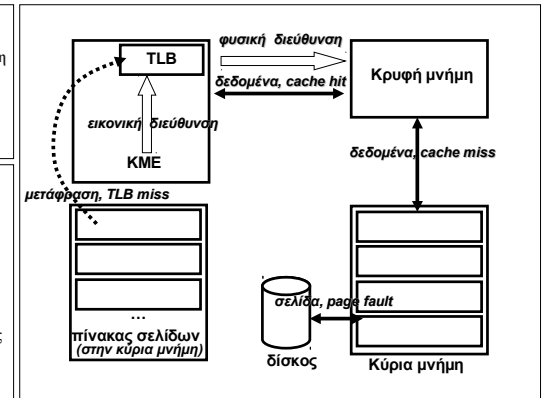 η
TLB
φυσική διεύθυνση
δεδομένα, cache hit
Κρυφή μνήμη
εικονική διεύθυνση
ΚΜΕ
δεδομένα, cache miss
μετάφραση, TLB miss
...
πίνακας σελίδων
(στην κύρια μνήμη)
σελίδα, page fault
δίσκος
Κύρια μνήμη
ς